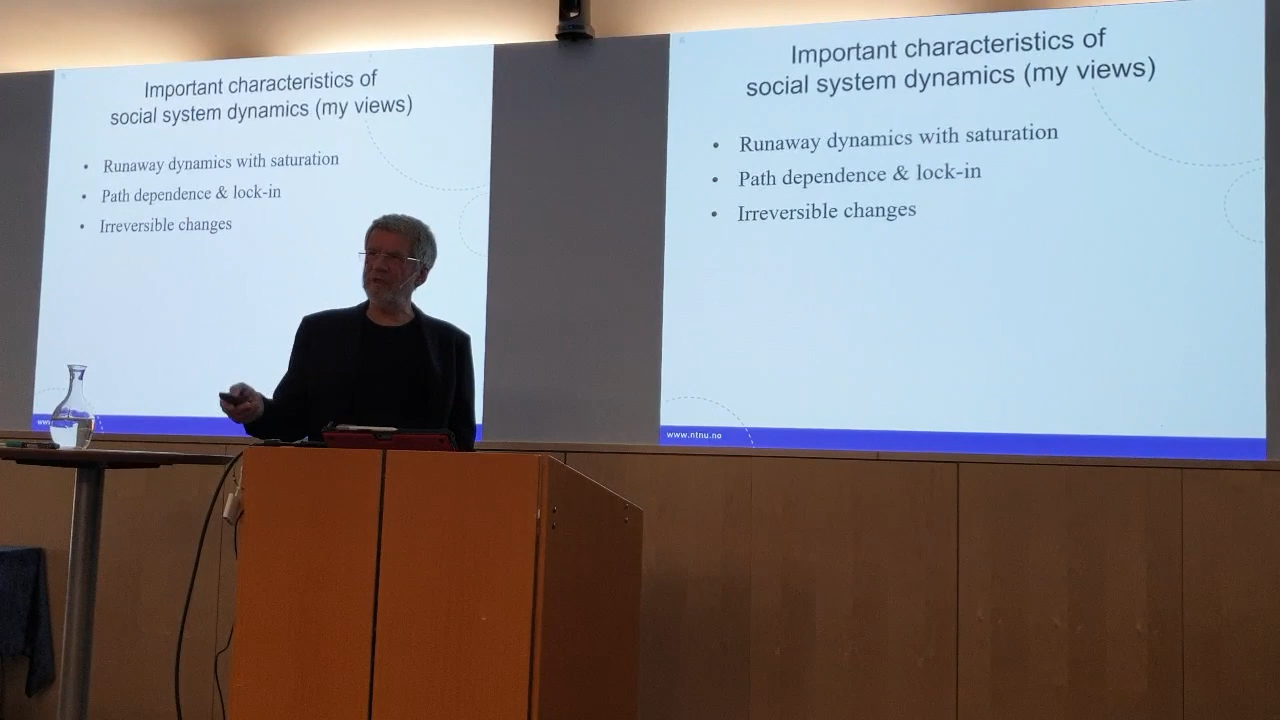 Important characteristics of
social system dynamics (my views)
• Runaway dynamics with saturation
• Path dependence & lock-in
• Irreversible changes
ww
Important characteristics of
social system dynamics (my views)
• Runaway dynamics with saturation
• Path dependence & lock-in
• Irreversible changes
www.ntnu.no